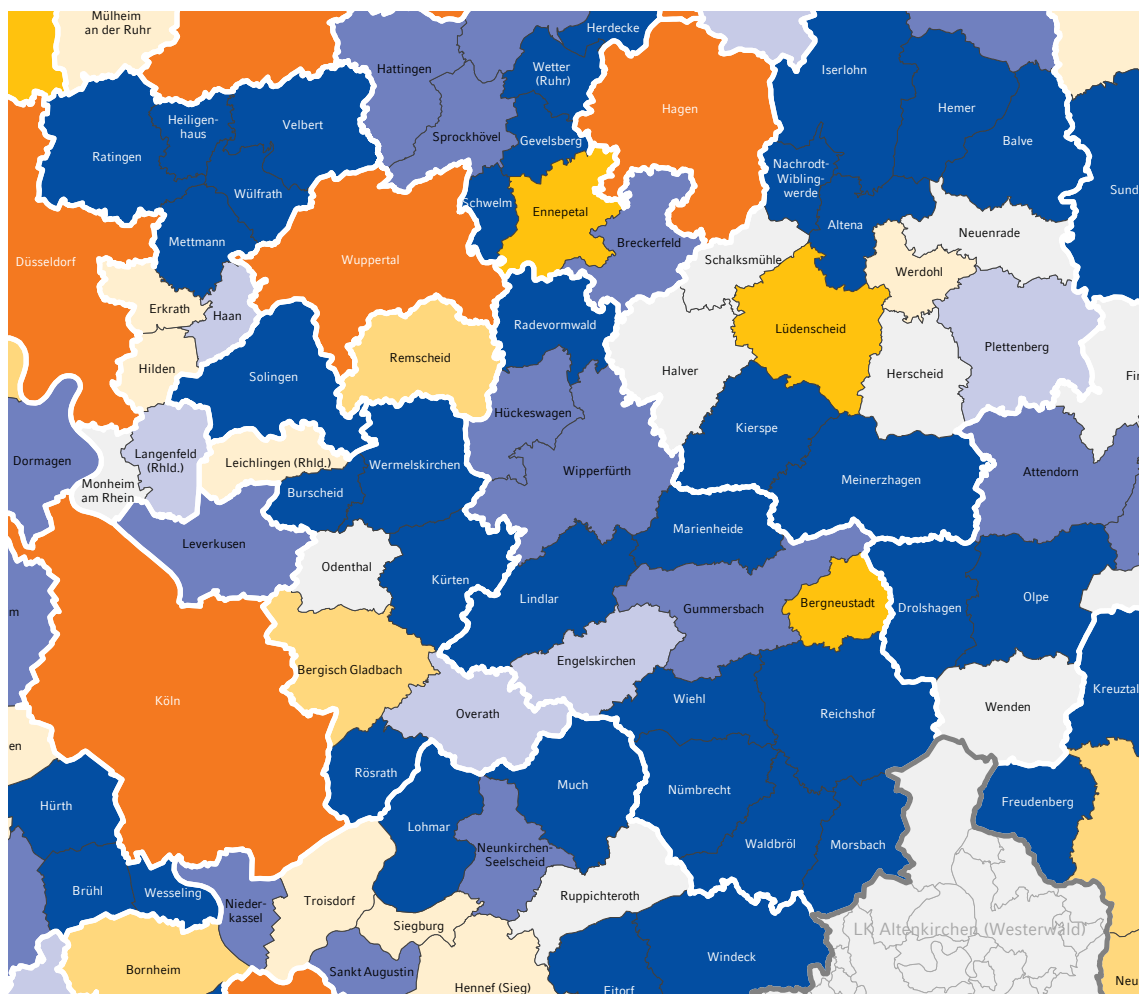 Mülheim
an der Ruhr
Herdecke
Hattingen
Wetter
(Ruhr)
Iserlohn
Hagen
Hemer
Heiligen-
haus
Velbert
Sprockhövel
Gevelsberg
Balve
Ratingen
Nachrodt-
Wibling-
werde
Wülfrath
Schwelm
Ennepetal
Sund
Altena
Mettmann
Breckerfeld
Neuenrade
Düsseldorf
Wuppertal
Schalksmühle
Werdohl
Erkrath
Haan
Radevormwald
Lüdenscheid
Plettenberg
Remscheid
Hilden
Solingen
Halver
Herscheid
Fin
Hückeswagen
Kierspe
Dormagen
Langenfeld
(Rhld.)
Leichlingen (Rhld.)
Wermelskirchen
Wipperfürth
Attendorn
Monheim
am Rhein
Burscheid
Meinerzhagen
Leverkusen
Marienheide
Odenthal
Kürten
Lindlar
Gummersbach
Bergneustadt
Drolshagen
Olpe
m
Bergisch Gladbach
Engelskirchen
Köln
Wiehl
Kreuztal
Overath
Reichshof
Wenden
en
Rösrath
Much
Nümbrecht
Hürth
Freudenberg
Lohmar
Neunkirchen-
Seelscheid
Waldbröl
Morsbach
Brühl
Wesseling
Nieder-
kassel
Troisdorf
Ruppichteroth
Siegburg
LK Altenkirchen (Westerwald)
Windeck
Bornheim
Sankt Augustin
Hennef (Sieg)
Eitorf
Neu